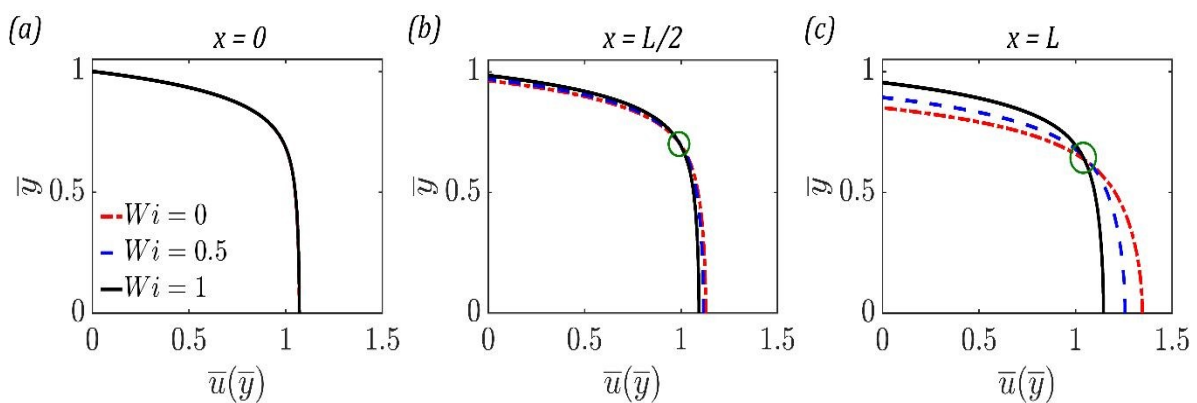 (a) x = 0
1
0.5
0
ȳ
Wi = 0
Wi = 0.5
Wi = 1
0 0.5 1 1.5
ū(ȳ)
(b) x = L/2
1
0.5
0
ȳ
0 0.5 1 1.5
ū(ȳ)
(c) x = L
1
0.5
0
ȳ
0 0.5 1 1.5
ū(ȳ)